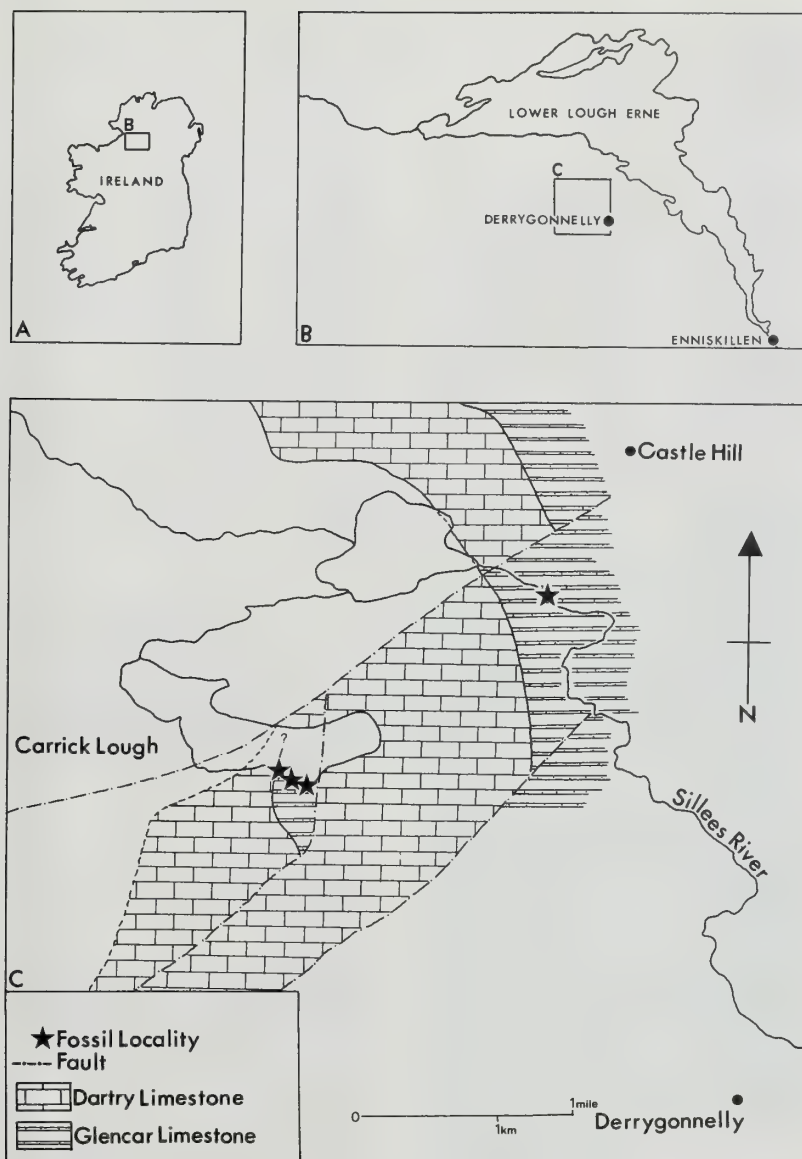 B
IRELAND
A
LOWER LOUGH ERNE
C
DERRYGONNELLY
B
ENNISKILLEN
Castle Hill
N
Carrick Lough
?
Sillees River
C
Fossil Locality
Fault
Dartry Limestone
Glencar Limestone
0
1mile
1km
Derrygonnelly